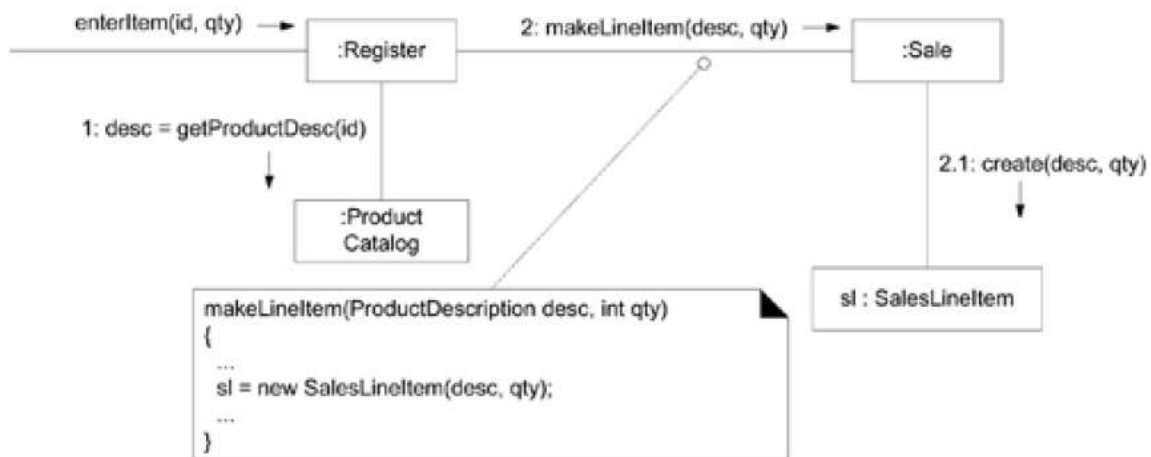 enterItem(id, qty)
:Register
2: makeLineItem(desc, qty)
:Sale
1: desc = getProductDesc(id)
2.1: create(desc, qty)
:Product
Catalog
sl : SalesLineItem
makeLineItem(ProductDescription desc, int qty)
{
...
sl = new SalesLineItem(desc, qty);
...
}